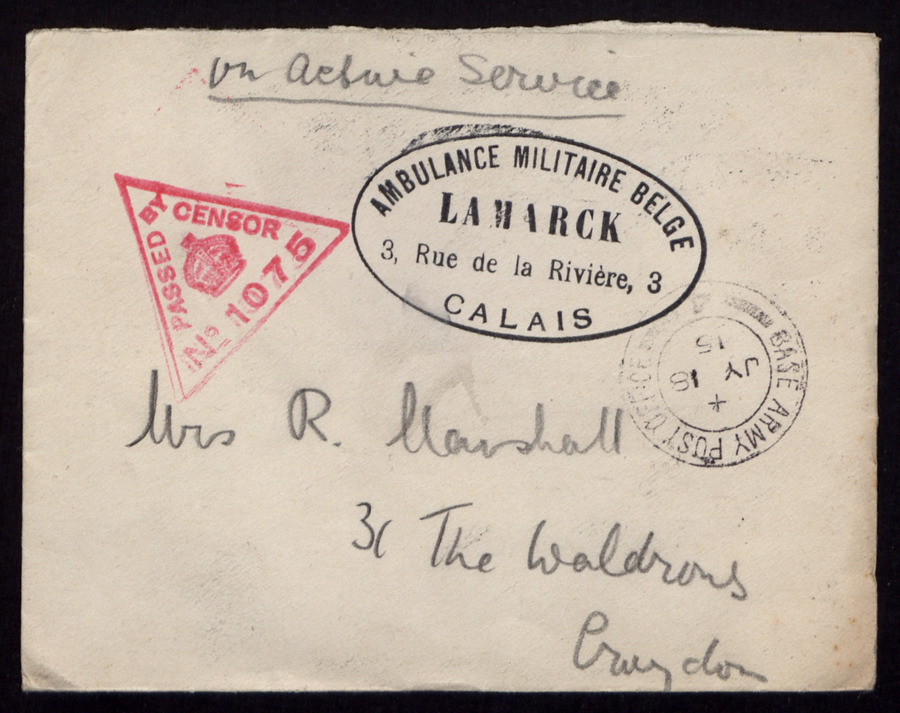 on Active Service
PASSED BY
CENSOR
No 1075
AMBULANCE MILITAIRE BELGE
LAMARCK
3, Rue de la Rivière, 3
CALAIS
BASE ARMY POST OFFICE
+
JY 18
15
Mrs R. Marshall
31 The Waldrons
Croydon